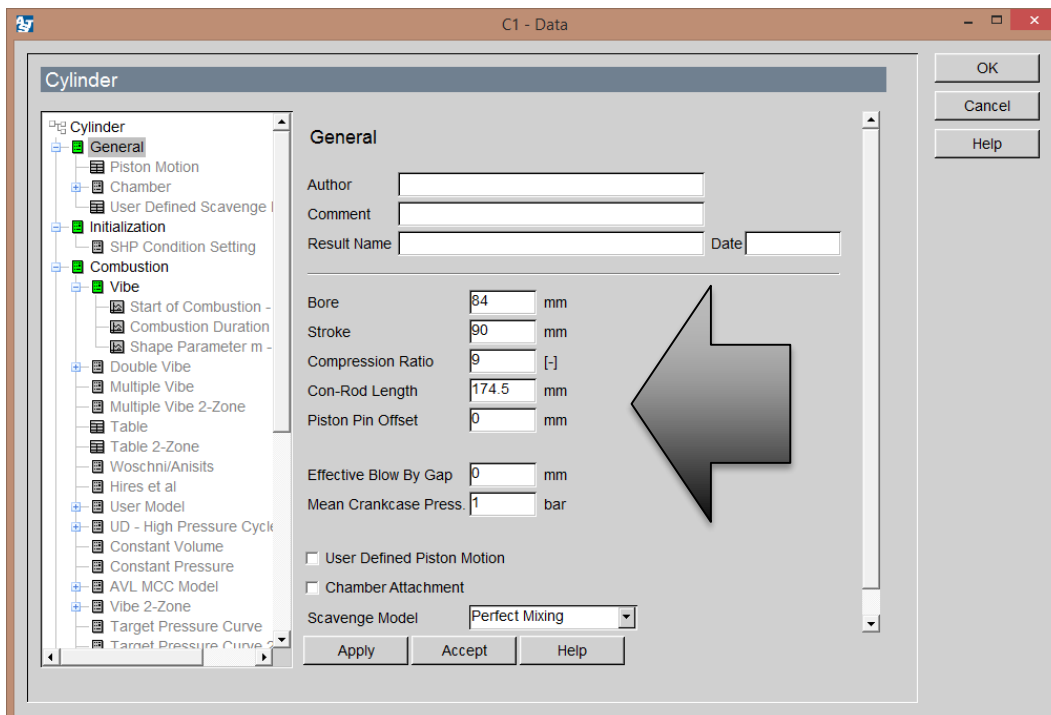 C1 - Data
Cylinder
OK
Cancel
Help
Cylinder
General
Piston Motion
Chamber
User Defined Scavenge
Initialization
SHP Condition Setting
Combustion
Vibe
Start of Combustion -
Combustion Duration
Shape Parameter m -
Double Vibe
Multiple Vibe
Multiple Vibe 2-Zone
Table
Table 2-Zone
Woschni/Anisits
Hires et al
User Model
UD - High Pressure Cycle
Constant Volume
Constant Pressure
AVL MCC Model
Vibe 2-Zone
Target Pressure Curve
Target Pressure Curve 2
General
Author
Comment
Result Name Date
Bore 84 mm
Stroke 90 mm
Compression Ratio 9 [-]
Con-Rod Length 174.5 mm
Piston Pin Offset 0 mm
Effective Blow By Gap 0 mm
Mean Crankcase Press. 1 bar
User Defined Piston Motion
Chamber Attachment
Scavenge Model Perfect Mixing
Apply Accept Help